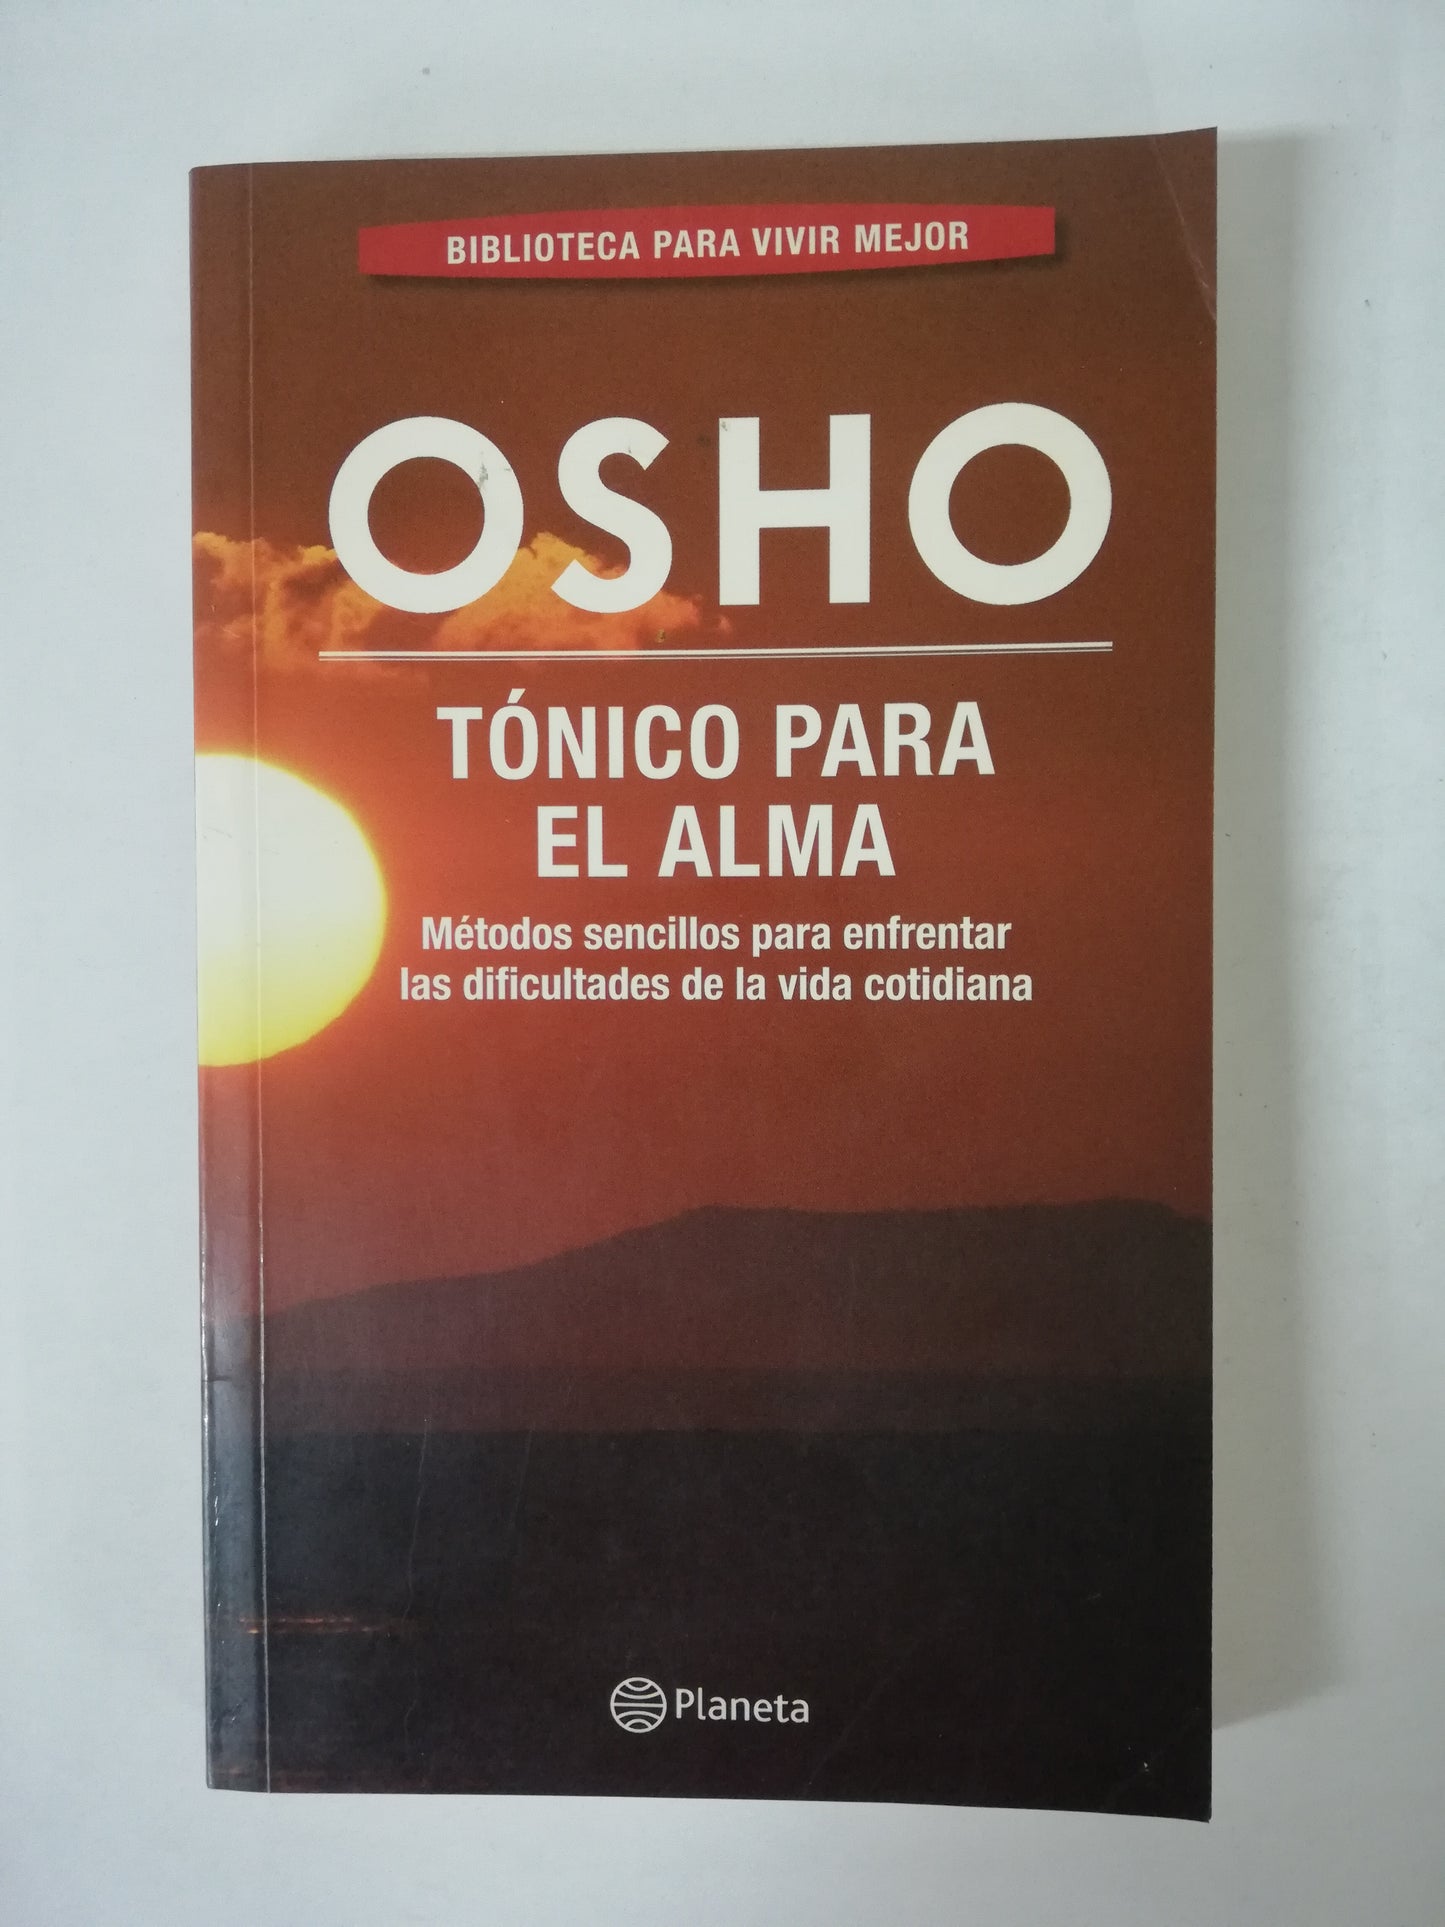 BIBLIOTECA PARA VIVIR MEJOR
OSHO
TÓNICO PARA
EL ALMA
Métodos sencillos para enfrentar
las dificultades de la vida cotidiana
Planeta